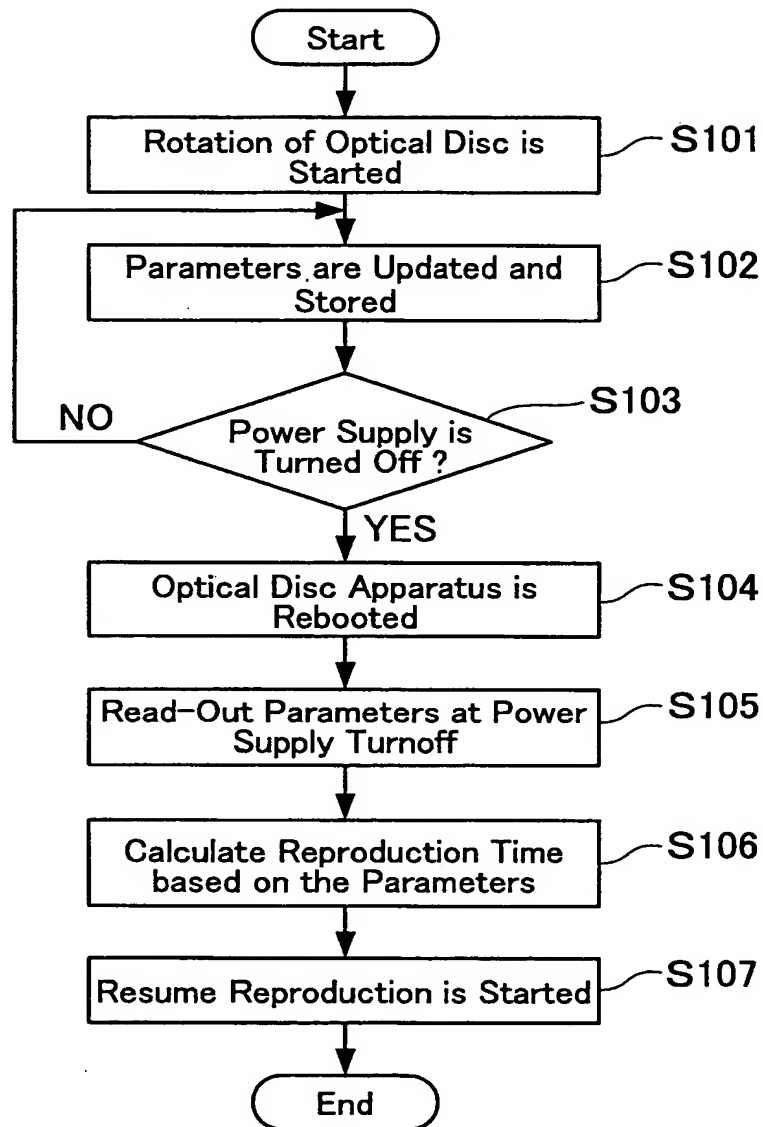 Start
Rotation of Optical Disc is
Started
S101
Parameters are Updated and
Stored
S102
Power Supply is
Turned Off ?
S103
NO
YES
Optical Disc Apparatus is
Rebooted
S104
Read-Out Parameters at Power
Supply Turnoff
S105
Calculate Reproduction Time
based on the Parameters
S106
Resume Reproduction is Started
S107
End